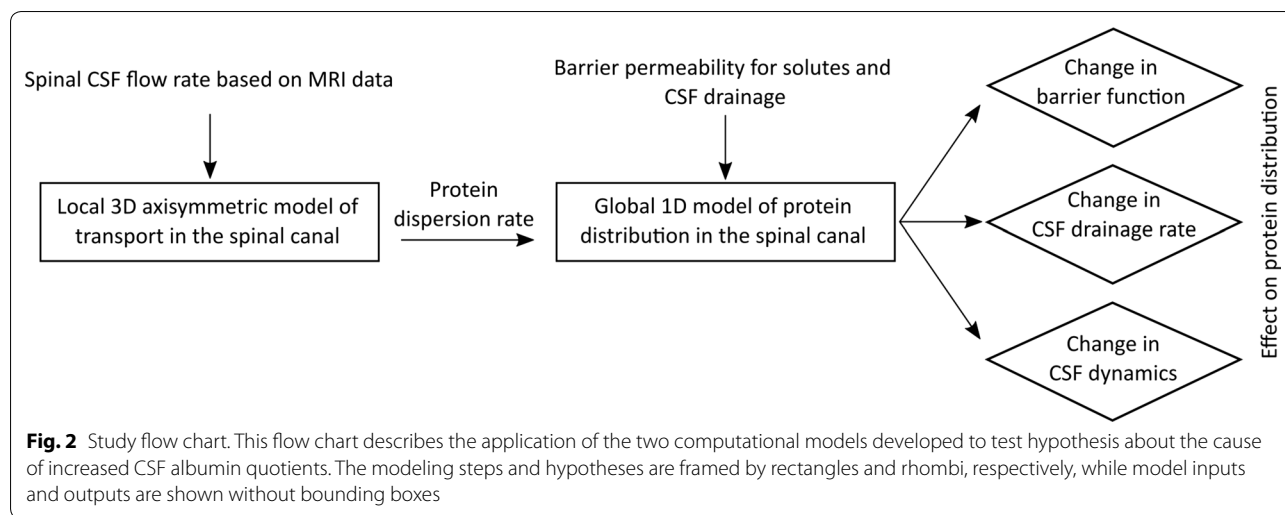 Spinal CSF flow rate based on MRI data
Barrier permeability for solutes and
CSF drainage
Local 3D axisymmetric model of
transport in the spinal canal
Protein
dispersion rate
Global 1D model of protein
distribution in the spinal canal
Change in
barrier function
Change in
CSF drainage rate
Change in
CSF dynamics
Effect on protein distribution
Fig. 2 Study flow chart. This flow chart describes the application of the two computational models developed to test hypothesis about the cause
of increased CSF albumin quotients. The modeling steps and hypotheses are framed by rectangles and rhombi, respectively, while model inputs
and outputs are shown without bounding boxes